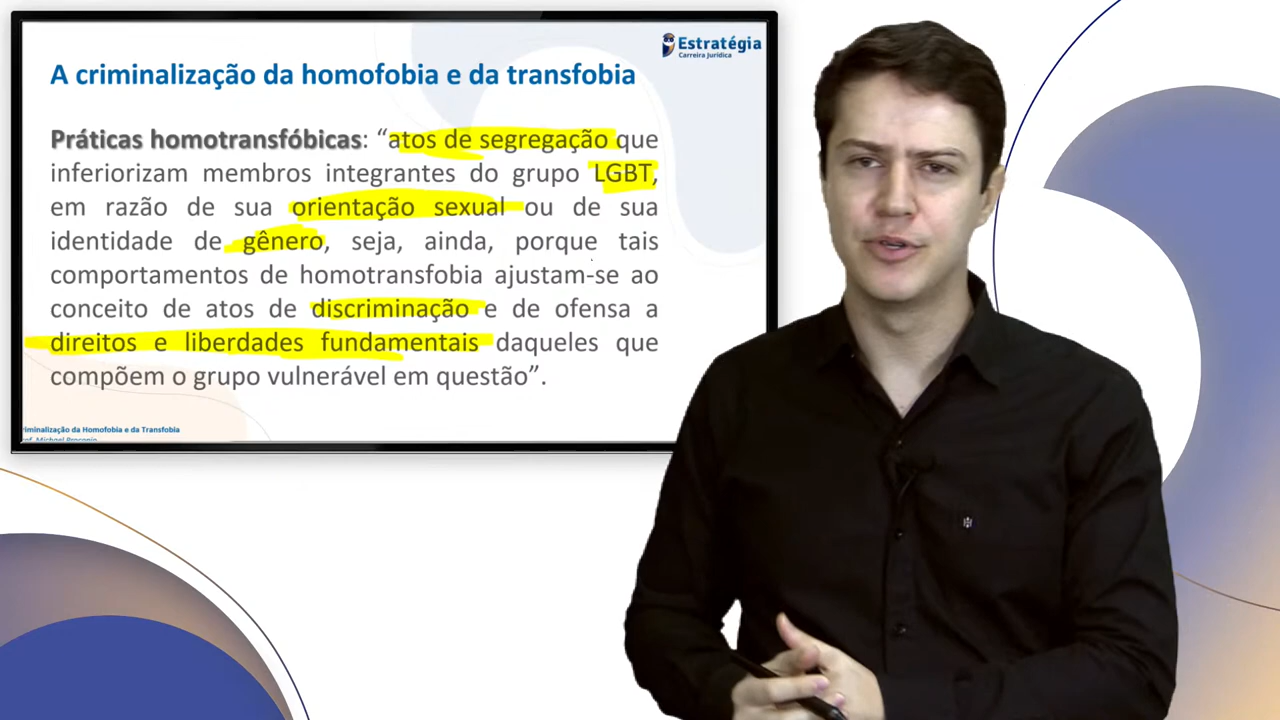 Estratégia
Carreira Jurídica
A criminalização da homofobia e da transfobia
Práticas homotransfóbicas: “atos de segregação que
inferiorizam membros integrantes do grupo LGBT,
em razão de sua orientação sexual ou de sua
identidade de gênero, seja, ainda, porque tais
comportamentos de homotransfobia ajustam-se ao
conceito de atos de discriminação e de ofensa a
direitos e liberdades fundamentais daqueles que
compõem o grupo vulnerável em questão”.
riminalização da Homofobia e da Transfobia